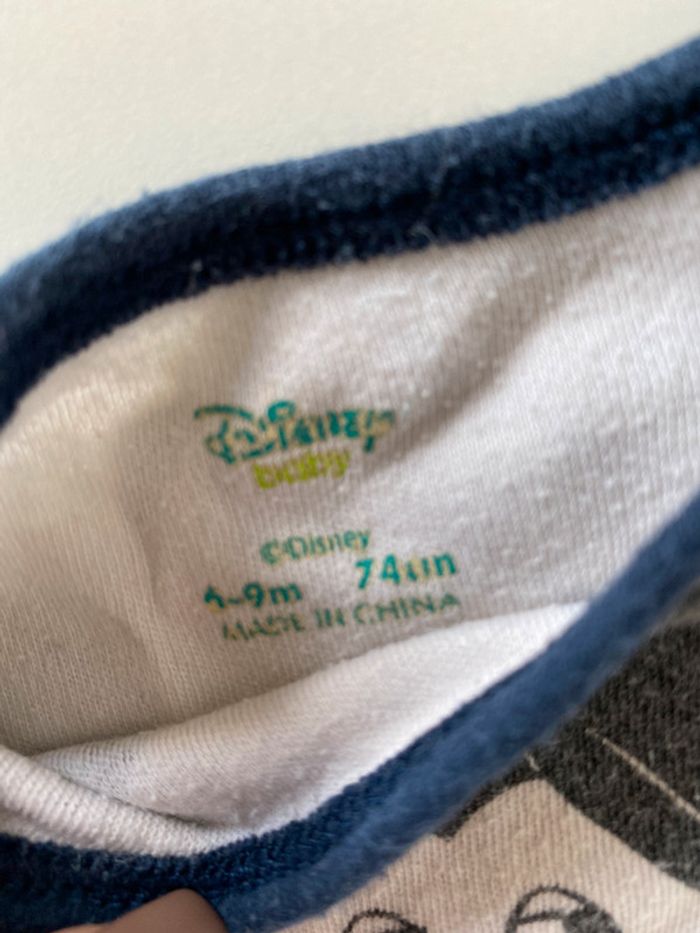 Disney
baby
©Disney
6-9m 74cm
MADE IN CHINA